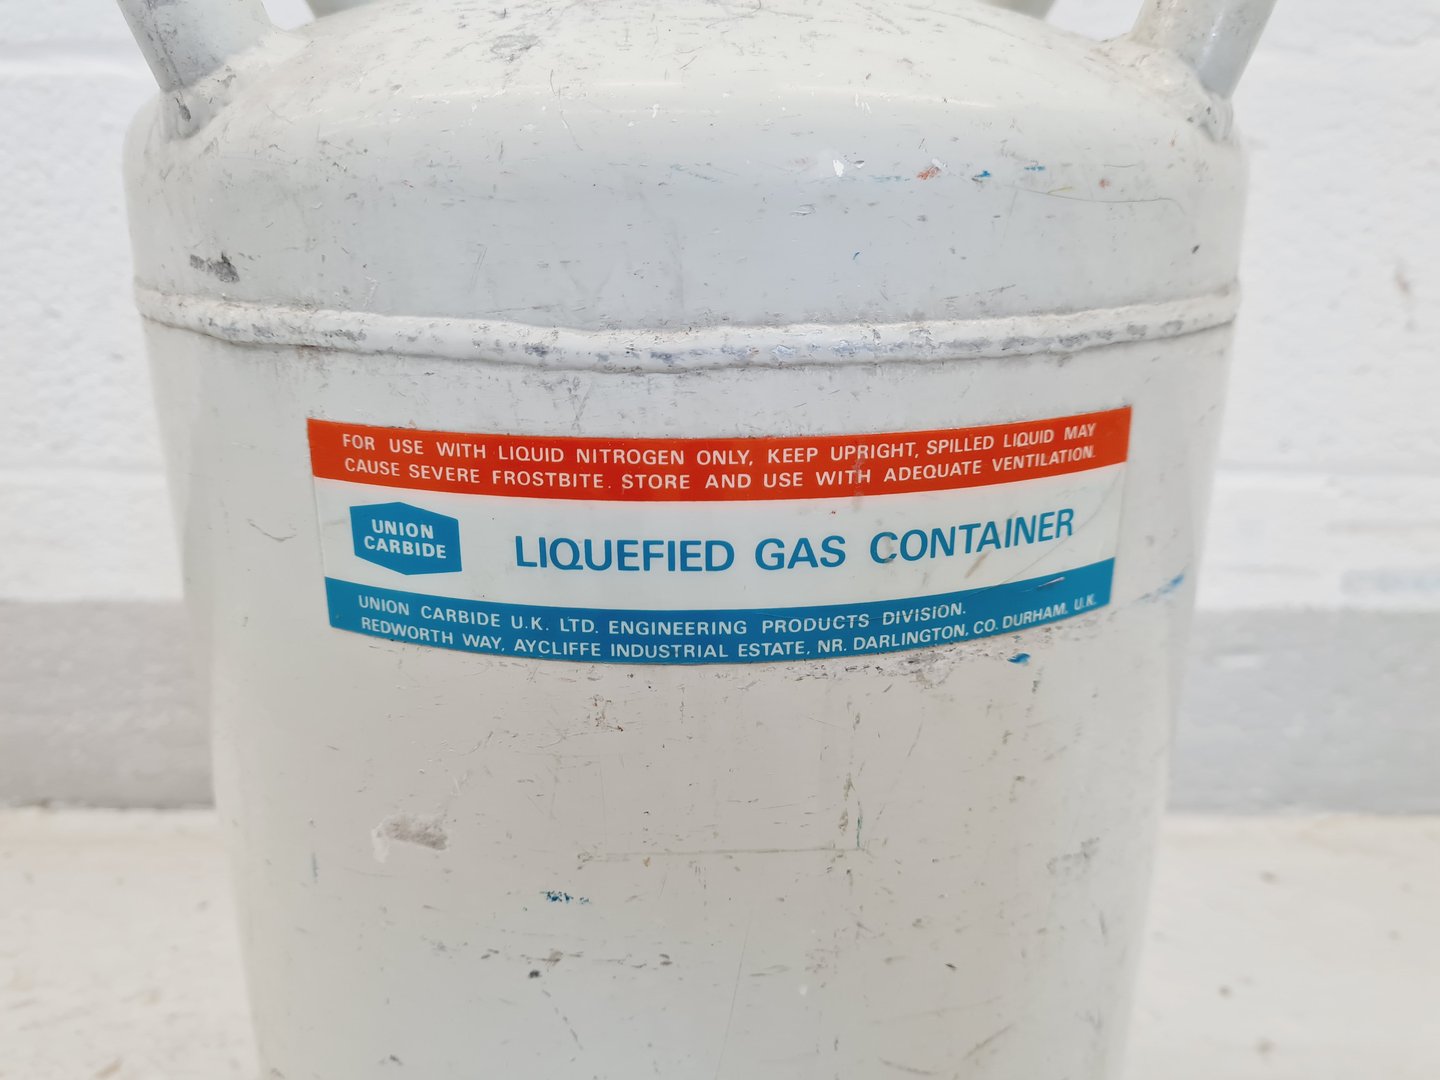 FOR USE WITH LIQUID NITROGEN ONLY, KEEP UPRIGHT, SPILLED LIQUID MAY
CAUSE SEVERE FROSTBITE. STORE AND USE WITH ADEQUATE VENTILATION.
UNION
CARBIDE
LIQUEFIED GAS CONTAINER
UNION CARBIDE U.K. LTD. ENGINEERING PRODUCTS DIVISION.
REDWORTH WAY, AYCLIFFE INDUSTRIAL ESTATE, NR. DARLINGTON, CO. DURHAM, U.K.